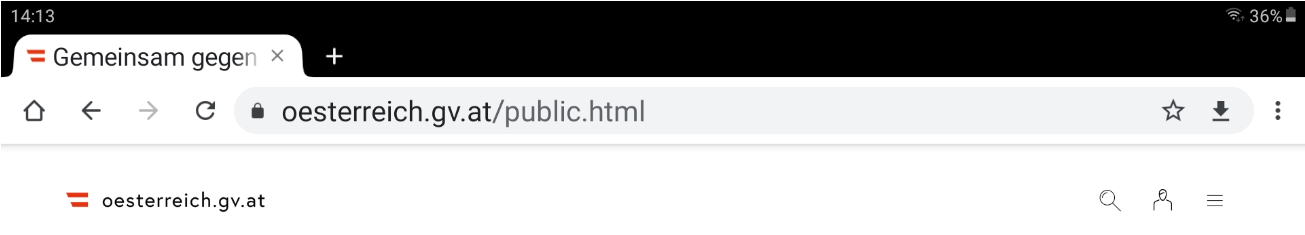 14:13 36%
Gemeinsam gegen
oesterreich.gv.at/public.html
oesterreich.gv.at